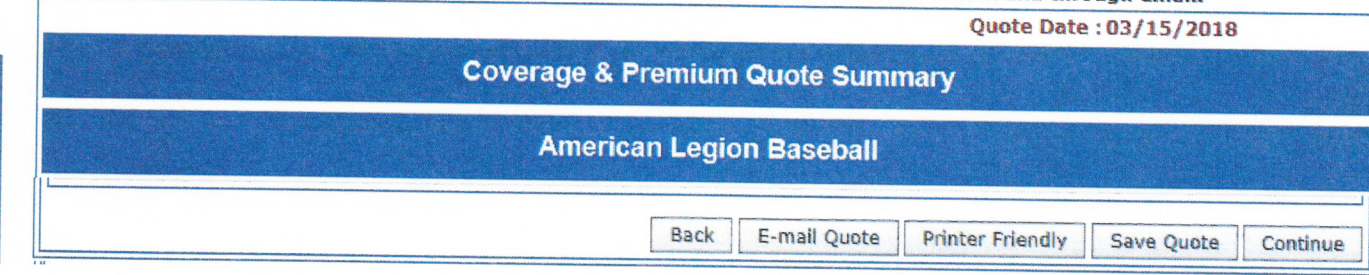 Quote Date : 03/15/2018
Coverage & Premium Quote Summary
American Legion Baseball
Back E-mail Quote Printer Friendly Save Quote Continue